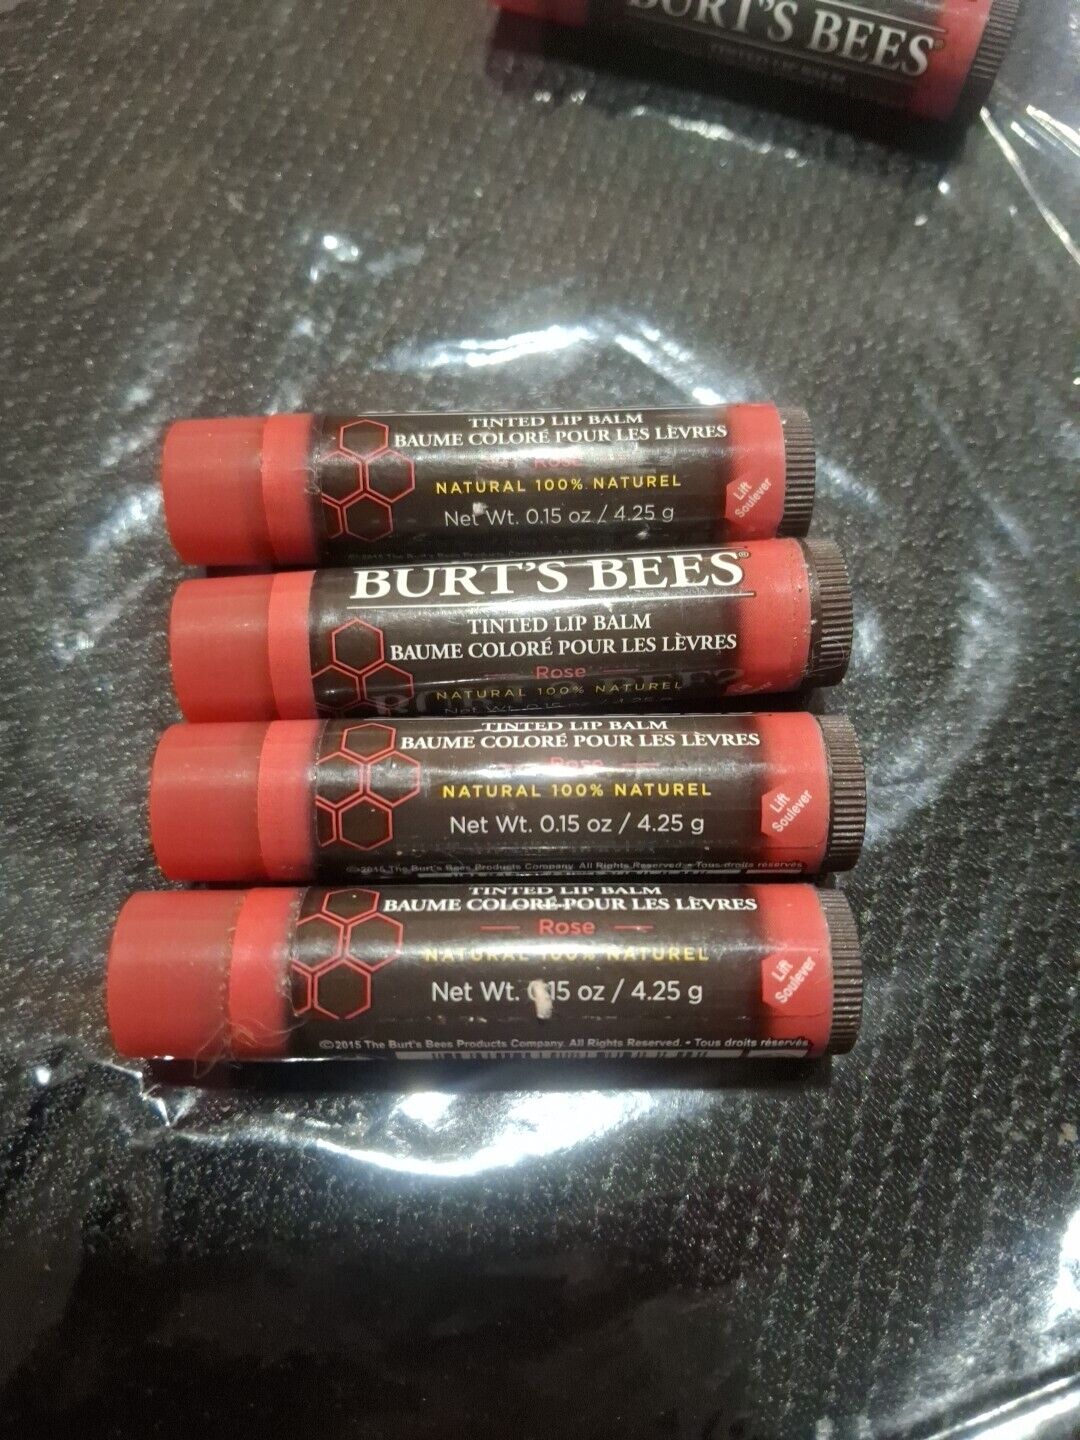 BURT'S BEES
TINTED LIP BALM
BAUME COLORÉ POUR LES LÈVRES
Rose
NATURAL 100% NATUREL
Net Wt. 0.15 oz / 4.25 g
Lift
Soulever
BURT'S BEES®
TINTED LIP BALM
BAUME COLORÉ POUR LES LÈVRES
Rose
NATURAL 100% NATUREL
TINTED LIP BALM
BAUME COLORÉ POUR LES LÈVRES
Rose
NATURAL 100% NATUREL
Net Wt. 0.15 oz / 4.25 g
Lift
Soulever
©2015 The Burt's Bees Products Company. All Rights Reserved. • Tous droits réservés
TINTED LIP BALM
BAUME COLORÉ POUR LES LÈVRES
Rose
NATURAL 100% NATUREL
Net Wt. 0.15 oz / 4.25 g
Lift
Soulever
©2015 The Burt's Bees Products Company. All Rights Reserved. • Tous droits réservés